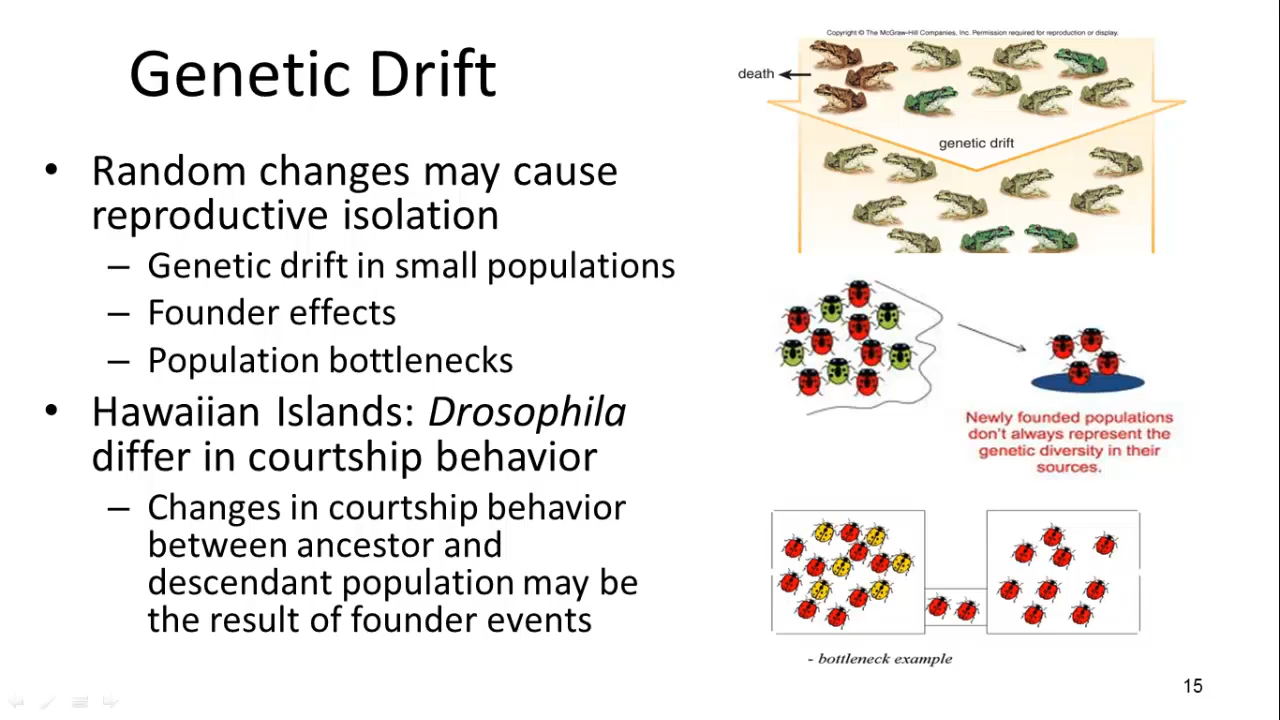 Genetic Drift
• Random changes may cause
reproductive isolation
– Genetic drift in small populations
– Founder effects
– Population bottlenecks
• Hawaiian Islands: Drosophila
differ in courtship behavior
– Changes in courtship behavior
between ancestor and
descendant population may be
the result of founder events
Copyright © The McGraw-Hill Companies, Inc. Permission required for reproduction or display.
death
genetic drift
Newly founded populations
don't always represent the
genetic diversity in their
sources.
- bottleneck example
15